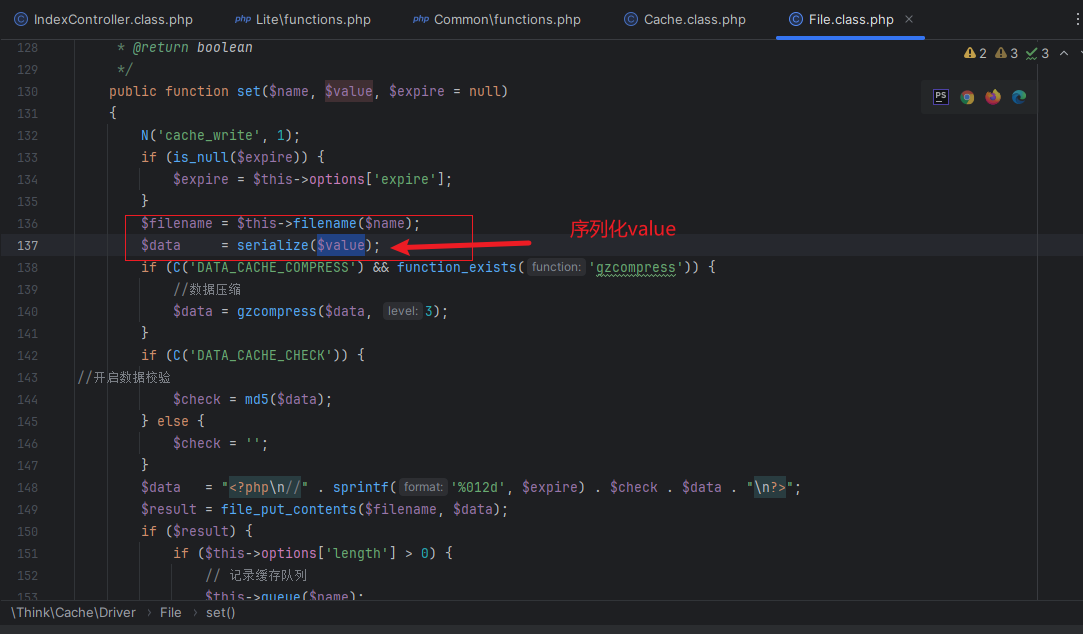 IndexController.class.php Lite\functions.php Common\functions.php Cache.class.php File.class.php
128 * @return boolean
129 */
130 public function set($name, $value, $expire = null)
131 {
132 N('cache_write', 1);
133 if (is_null($expire)) {
134 $expire = $this->options['expire'];
135 }
136 $filename = $this->filename($name);
137 $data = serialize($value);
序列化value
138 if (C('DATA_CACHE_COMPRESS') && function_exists( function: 'gzcompress')) {
139 //数据压缩
140 $data = gzcompress($data, level: 3);
141 }
142 if (C('DATA_CACHE_CHECK')) {
143 //开启数据校验
144 $check = md5($data);
145 } else {
146 $check = '';
147 }
148 $data = "<?php\n//" . sprintf( format: '%012d', $expire) . $check . $data . "\n?>";
149 $result = file_put_contents($filename, $data);
150 if ($result) {
151 if ($this->options['length'] > 0) {
152 // 记录缓存队列
153 $this->queue($name);
2 3 3
PS
\Think\Cache\Driver › File › set()